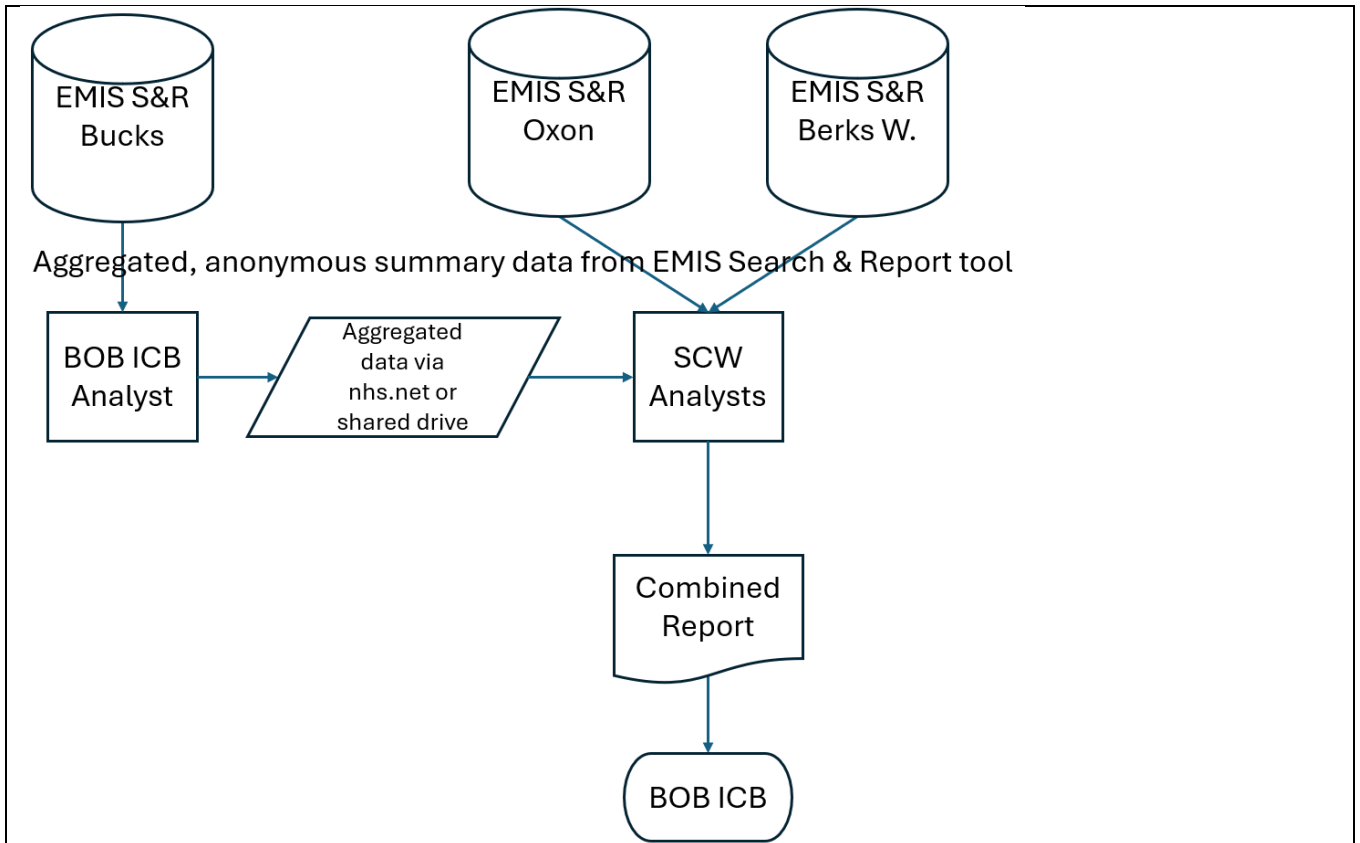 EMIS S&R
Bucks
EMIS S&R
Oxon
EMIS S&R
Berks W.
Aggregated, anonymous summary data from EMIS Search & Report tool
BOB ICB
Analyst
Aggregated
data via
nhs.net or
shared drive
SCW
Analysts
Combined
Report
BOB ICB